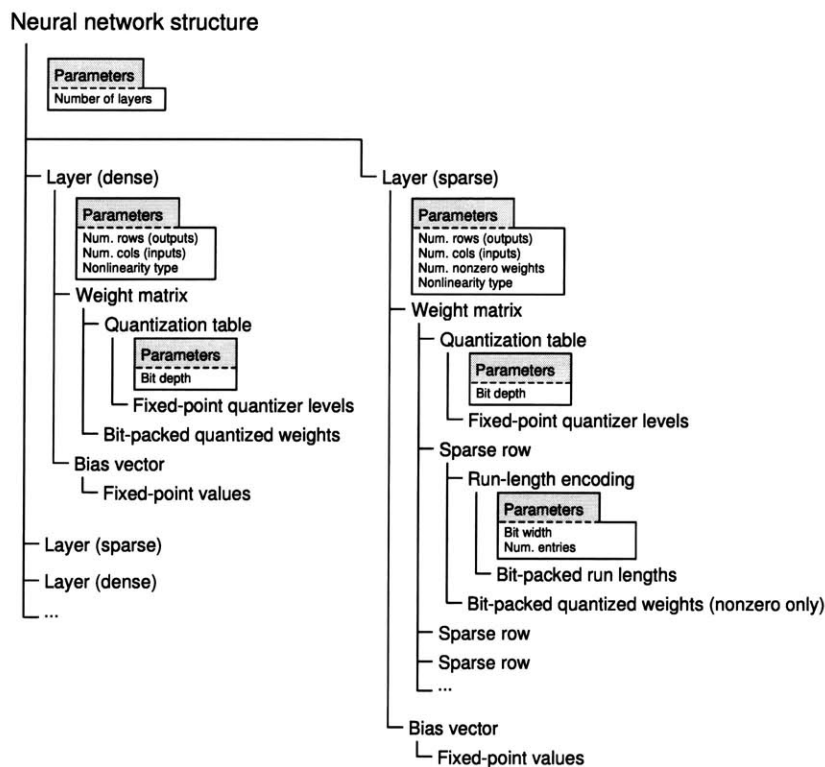 Neural network structure
Parameters
Number of layers
Layer (dense)
Parameters
Num. rows (outputs)
Num. cols (inputs)
Nonlinearity type
Weight matrix
Quantization table
Parameters
Bit depth
Fixed-point quantizer levels
Bit-packed quantized weights
Bias vector
Fixed-point values
Layer (sparse)
Layer (dense)
...
Layer (sparse)
Parameters
Num. rows (outputs)
Num. cols (inputs)
Num. nonzero weights
Nonlinearity type
Weight matrix
Quantization table
Parameters
Bit depth
Fixed-point quantizer levels
Sparse row
Run-length encoding
Parameters
Bit width
Num. entries
Bit-packed run lengths
Bit-packed quantized weights (nonzero only)
Sparse row
Sparse row
...
Bias vector
Fixed-point values